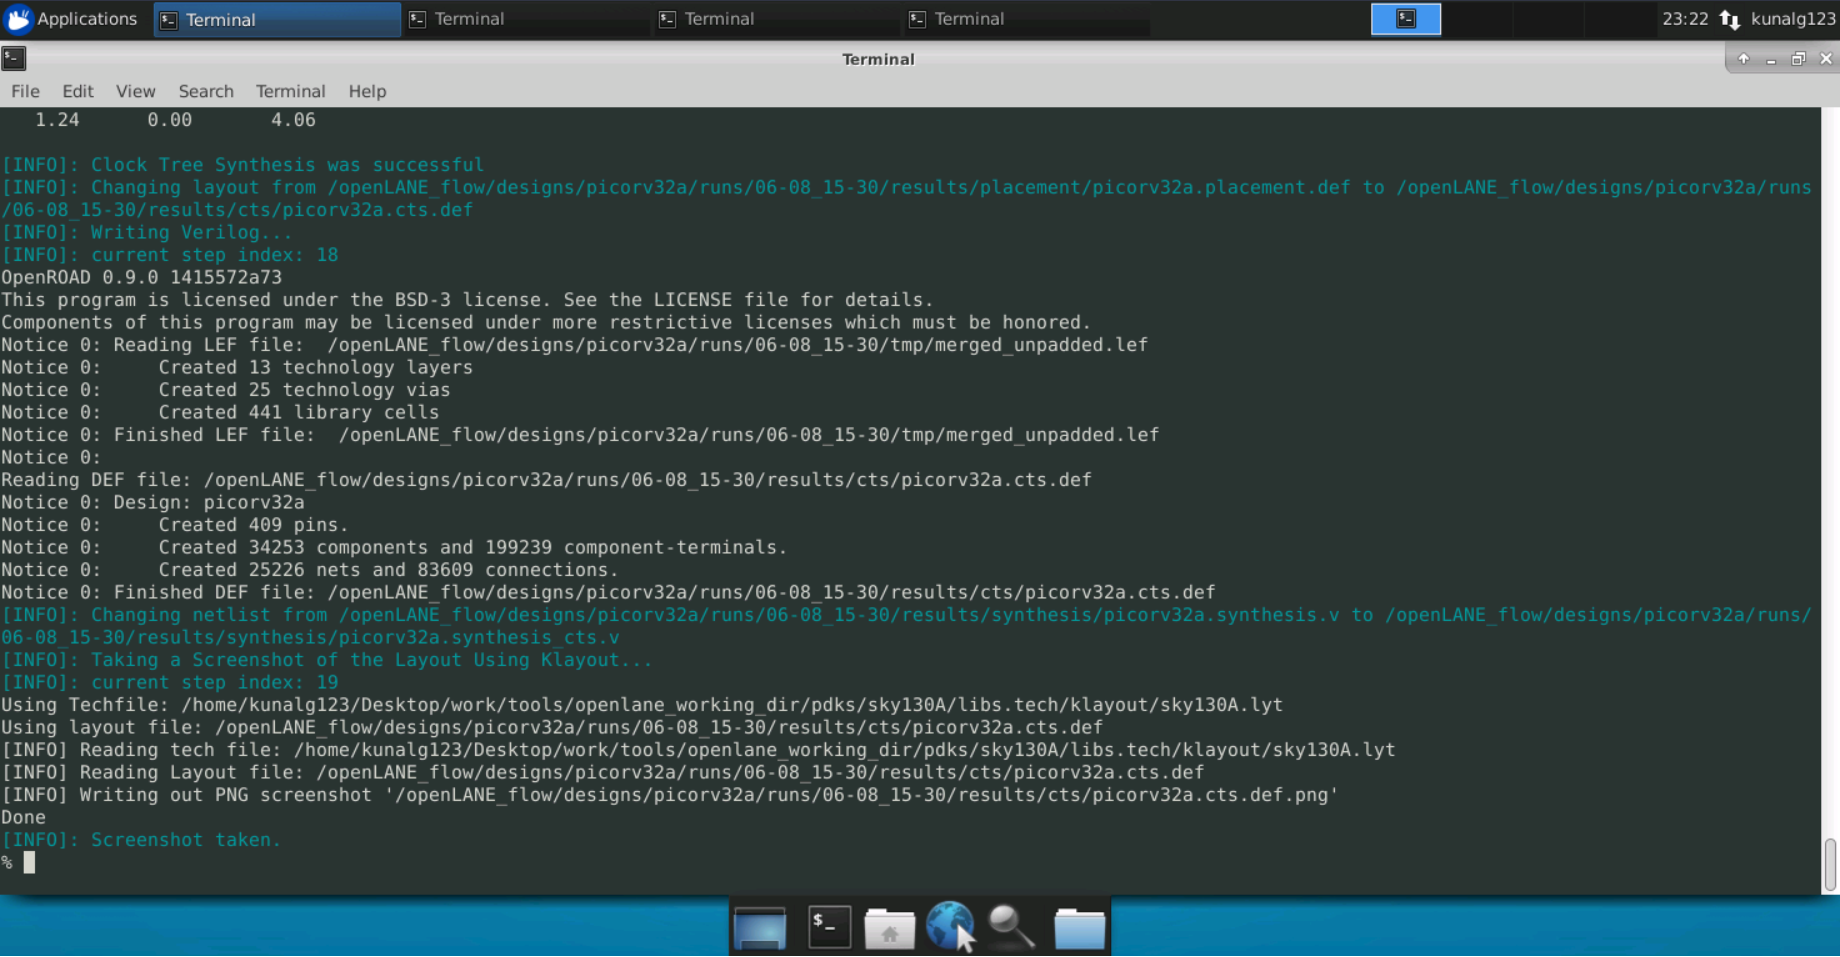 Applications Terminal Terminal Terminal Terminal 23:22 kunalg123
Terminal
File Edit View Search Terminal Help
1.24 0.00 4.06
[INFO]: Clock Tree Synthesis was successful
[INFO]: Changing layout from /openLANE_flow/designs/picorv32a/runs/06-08_15-30/results/placement/picorv32a.placement.def to /openLANE_flow/designs/picorv32a/runs
/06-08_15-30/results/cts/picorv32a.cts.def
[INFO]: Writing Verilog...
[INFO]: current step index: 18
OpenROAD 0.9.0 1415572a73
This program is licensed under the BSD-3 license. See the LICENSE file for details.
Components of this program may be licensed under more restrictive licenses which must be honored.
Notice 0: Reading LEF file:  /openLANE_flow/designs/picorv32a/runs/06-08_15-30/tmp/merged_unpadded.lef
Notice 0:     Created 13 technology layers
Notice 0:     Created 25 technology vias
Notice 0:     Created 441 library cells
Notice 0: Finished LEF file:  /openLANE_flow/designs/picorv32a/runs/06-08_15-30/tmp/merged_unpadded.lef
Notice 0:
Reading DEF file: /openLANE_flow/designs/picorv32a/runs/06-08_15-30/results/cts/picorv32a.cts.def
Notice 0: Design: picorv32a
Notice 0:     Created 409 pins.
Notice 0:     Created 34253 components and 199239 component-terminals.
Notice 0:     Created 25226 nets and 83609 connections.
Notice 0: Finished DEF file: /openLANE_flow/designs/picorv32a/runs/06-08_15-30/results/cts/picorv32a.cts.def
[INFO]: Changing netlist from /openLANE_flow/designs/picorv32a/runs/06-08_15-30/results/synthesis/picorv32a.synthesis.v to /openLANE_flow/designs/picorv32a/runs/
06-08_15-30/results/synthesis/picorv32a.synthesis_cts.v
[INFO]: Taking a Screenshot of the Layout Using Klayout...
[INFO]: current step index: 19
Using Techfile: /home/kunalg123/Desktop/work/tools/openlane_working_dir/pdks/sky130A/libs.tech/klayout/sky130A.lyt
Using layout file: /openLANE_flow/designs/picorv32a/runs/06-08_15-30/results/cts/picorv32a.cts.def
[INFO] Reading tech file: /home/kunalg123/Desktop/work/tools/openlane_working_dir/pdks/sky130A/libs.tech/klayout/sky130A.lyt
[INFO] Reading Layout file: /openLANE_flow/designs/picorv32a/runs/06-08_15-30/results/cts/picorv32a.cts.def
[INFO] Writing out PNG screenshot '/openLANE_flow/designs/picorv32a/runs/06-08_15-30/results/cts/picorv32a.cts.def.png'
Done
[INFO]: Screenshot taken.
%